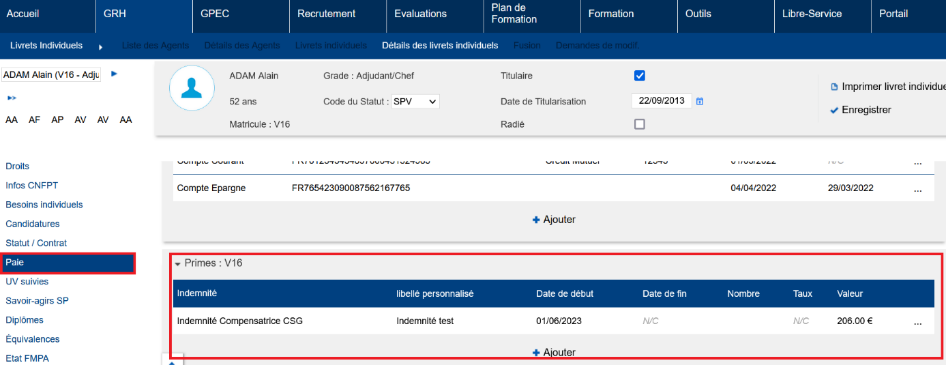 Accueil GRH GPEC Recrutement Evaluations Plan de Formation Formation Outils Libre-Service Portail
Livrets Individuels Liste des Agents Détails des Agents Livrets individuels Détails des livrets individuels Fusion Demandes de modif.
ADAM Alain (V16 - Adju
AA AF AP AV AV AA
ADAM Alain Grade : Adjudant/Chef Titulaire
52 ans Code du Statut : SPV Date de Titularisation 22/09/2013
Matricule : V16 Radié
Imprimer livret individue
Enregistrer
Droits
Infos CNFPT
Besoins individuels
Candidatures
Statut / Contrat
Paie
UV suivies
Savoir-agirs SP
Diplômes
Équivalences
Etat FMPA
Compte Courant Crédit Mutuel 12345 N/C ...
Compte Epargne FR765423090087562167765 04/04/2022 29/03/2022 ...
Ajouter
Primes : V16
Indemnité libellé personnalisé Date de début Date de fin Nombre Taux Valeur
Indemnité Compensatrice CSG Indemnité test 01/06/2023 N/C N/C 206.00 € ...
Ajouter